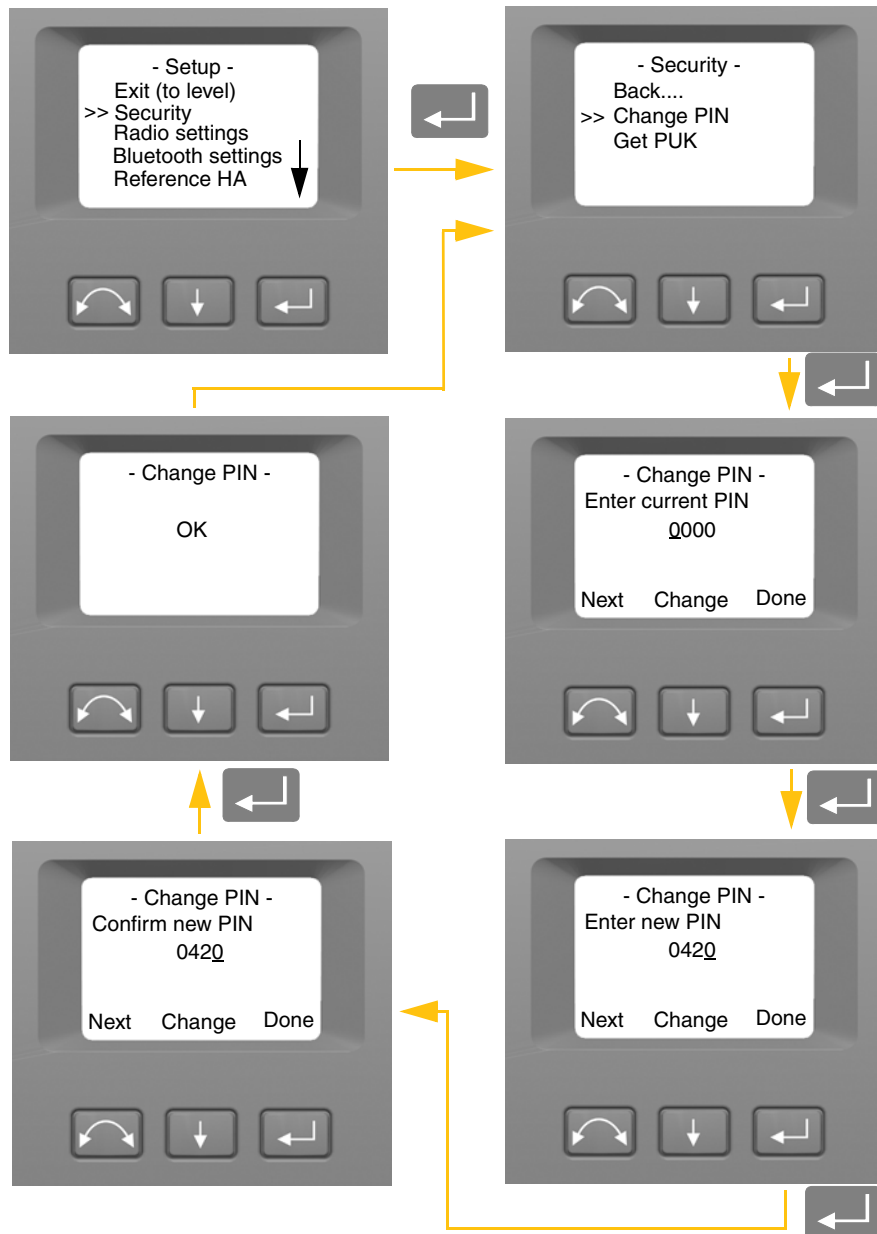 - Setup -
Exit (to level)
>> Security
Radio settings
Bluetooth settings
Reference HA
- Security -
Back....
>> Change PIN
Get PUK
- Change PIN -
OK
- Change PIN -
Enter current PIN
0000
Next Change Done
- Change PIN -
Confirm new PIN
0420
Next Change Done
- Change PIN -
Enter new PIN
0420
Next Change Done